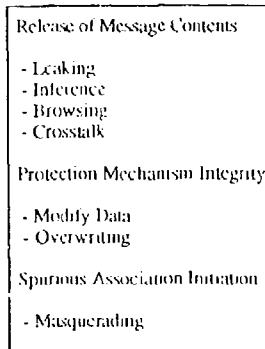 Release of Message Contents
- Leaking
- Inference
- Browsing
- Crosstalk
Protection Mechanism Integrity
- Modify Data
- Overwriting
Spurious Association Initiation
- Masquerading